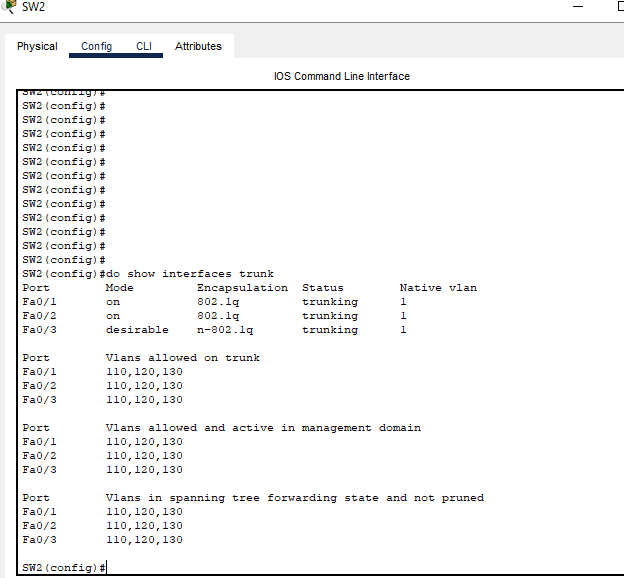 SW2
Physical Config CLI Attributes
IOS Command Line Interface
SW2(config)#
SW2(config)#
SW2(config)#
SW2(config)#
SW2(config)#
SW2(config)#
SW2(config)#
SW2(config)#
SW2(config)#
SW2(config)#
SW2(config)#
SW2(config)#
SW2(config)#
SW2(config)#do show interfaces trunk
Port Mode Encapsulation Status Native vlan
Fa0/1 on 802.1q trunking 1
Fa0/2 on 802.1q trunking 1
Fa0/3 desirable n-802.1q trunking 1
Port Vlans allowed on trunk
Fa0/1 110,120,130
Fa0/2 110,120,130
Fa0/3 110,120,130
Port Vlans allowed and active in management domain
Fa0/1 110,120,130
Fa0/2 110,120,130
Fa0/3 110,120,130
Port Vlans in spanning tree forwarding state and not pruned
Fa0/1 110,120,130
Fa0/2 110,120,130
Fa0/3 110,120,130
SW2(config)#